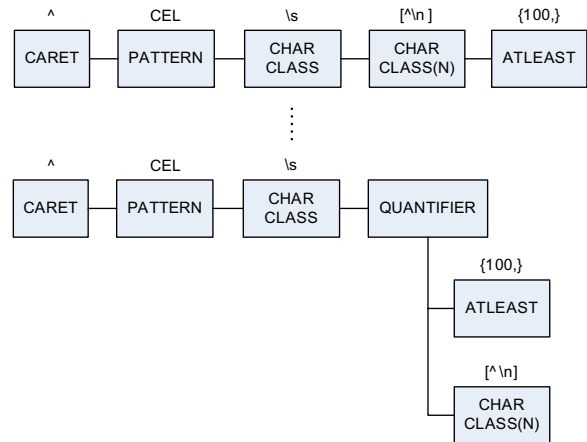 ^ CEL \s [^\n ] {100,}
CARET PATTERN CHAR CLASS CHAR CLASS(N) ATLEAST
^ CEL \s
CARET PATTERN CHAR CLASS QUANTIFIER
{100,}
ATLEAST
[^ \n]
CHAR
CLASS(N)